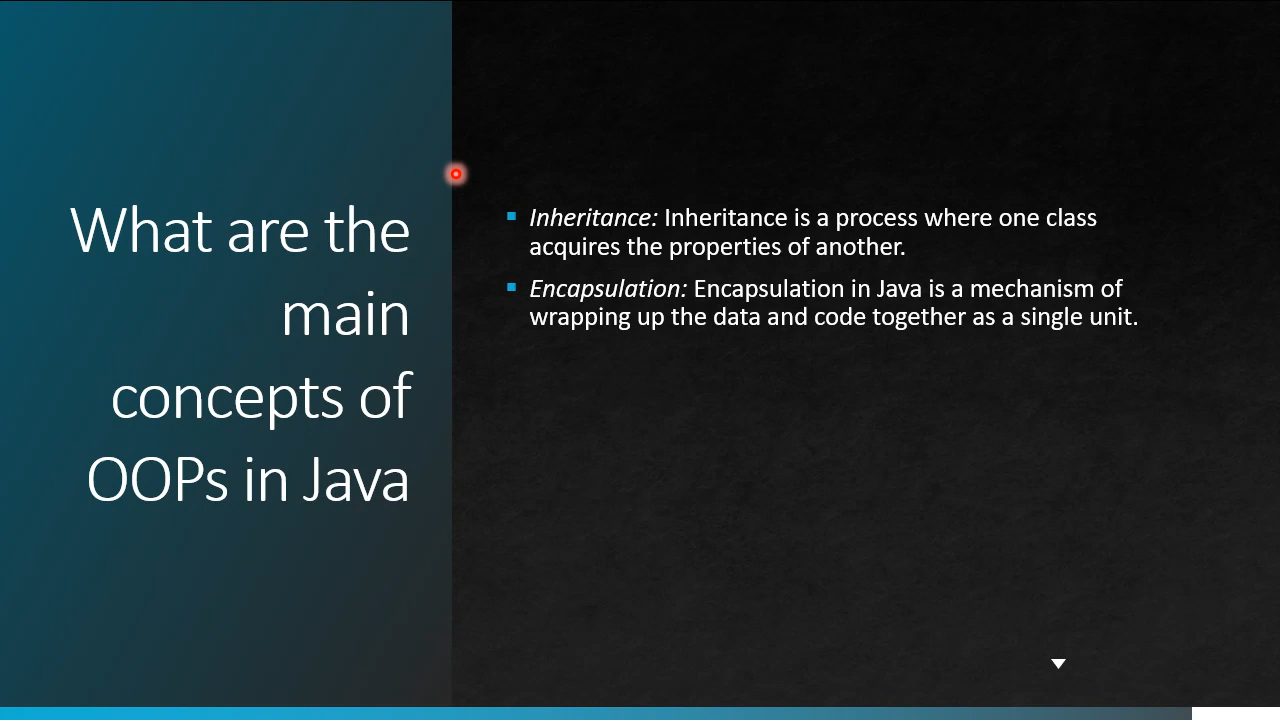 What are the
main
concepts of
OOPs in Java
Inheritance: Inheritance is a process where one class
acquires the properties of another.
Encapsulation: Encapsulation in Java is a mechanism of
wrapping up the data and code together as a single unit.